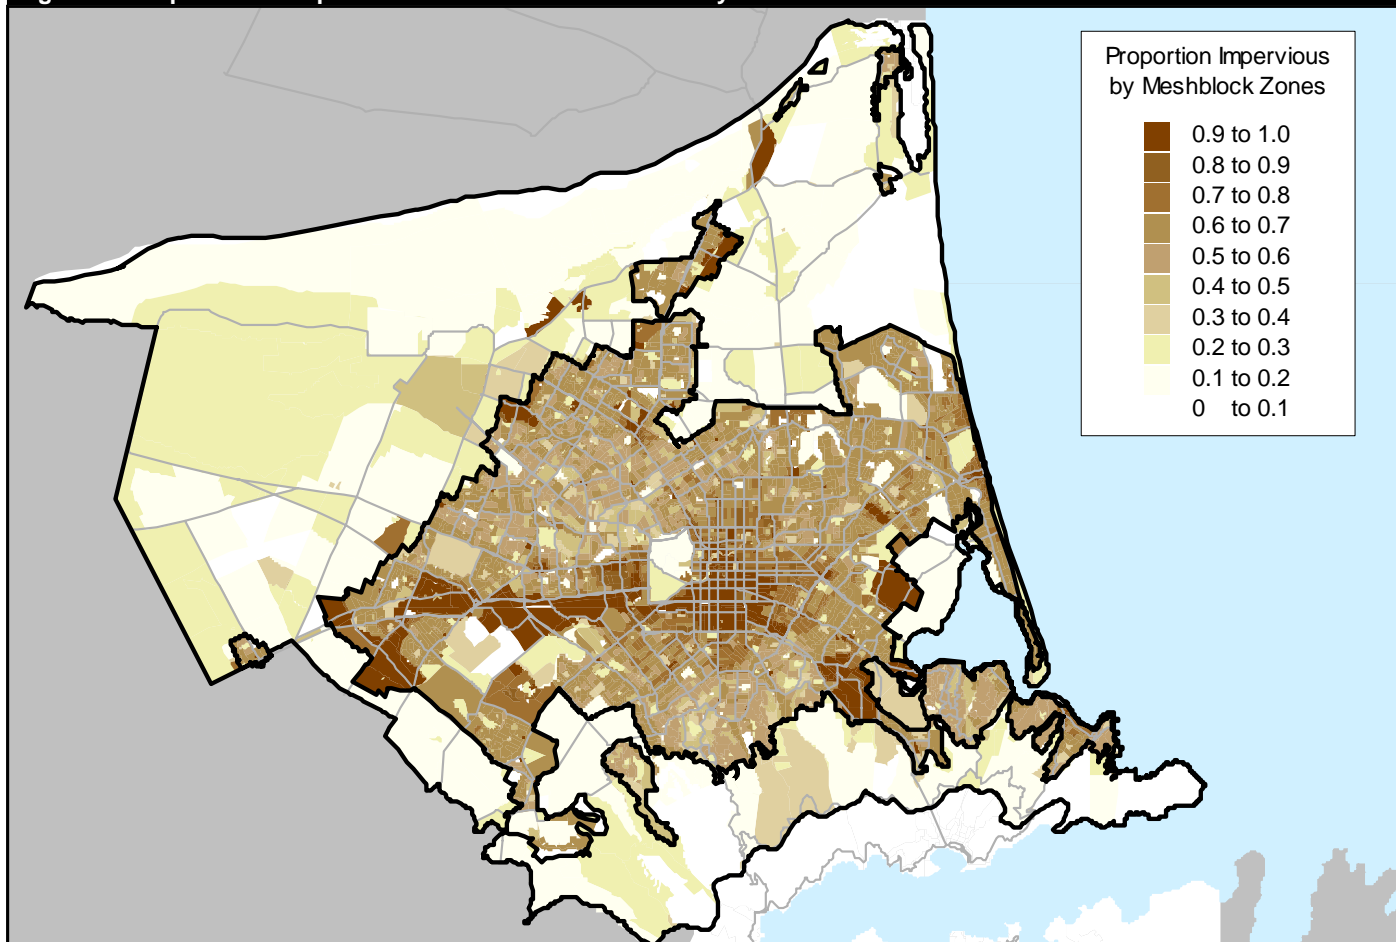 Proportion Impervious
by Meshblock Zones
0.9 to 1.0
0.8 to 0.9
0.7 to 0.8
0.6 to 0.7
0.5 to 0.6
0.4 to 0.5
0.3 to 0.4
0.2 to 0.3
0.1 to 0.2
0 to 0.1